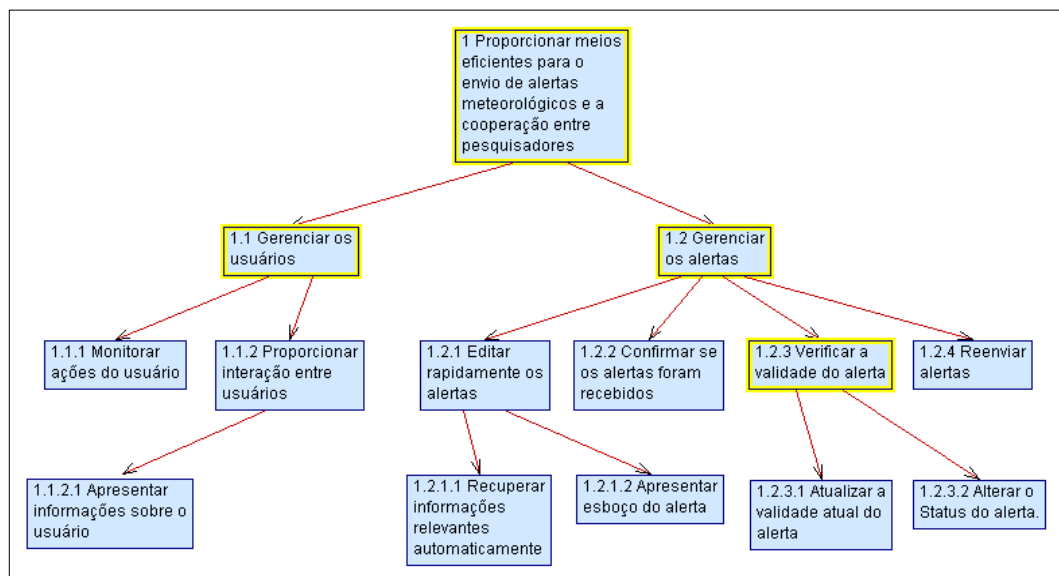 1 Proporcionar meios
eficientes para o
envio de alertas
meteorológicos e a
cooperação entre
pesquisadores
1.1 Gerenciar os
usuários
1.2 Gerenciar
os alertas
1.1.1 Monitorar
ações do usuário
1.1.2 Proporcionar
interação entre
usuários
1.2.1 Editar
rapidamente os
alertas
1.2.2 Confirmar se
os alertas foram
recebidos
1.2.3 Verificar a
validade do alerta
1.2.4 Reenviar
alertas
1.1.2.1 Apresentar
informações sobre o
usuário
1.2.1.1 Recuperar
informações
relevantes
automaticamente
1.2.1.2 Apresentar
esboço do alerta
1.2.3.1 Atualizar a
validade atual do
alerta
1.2.3.2 Alterar o
Status do alerta.